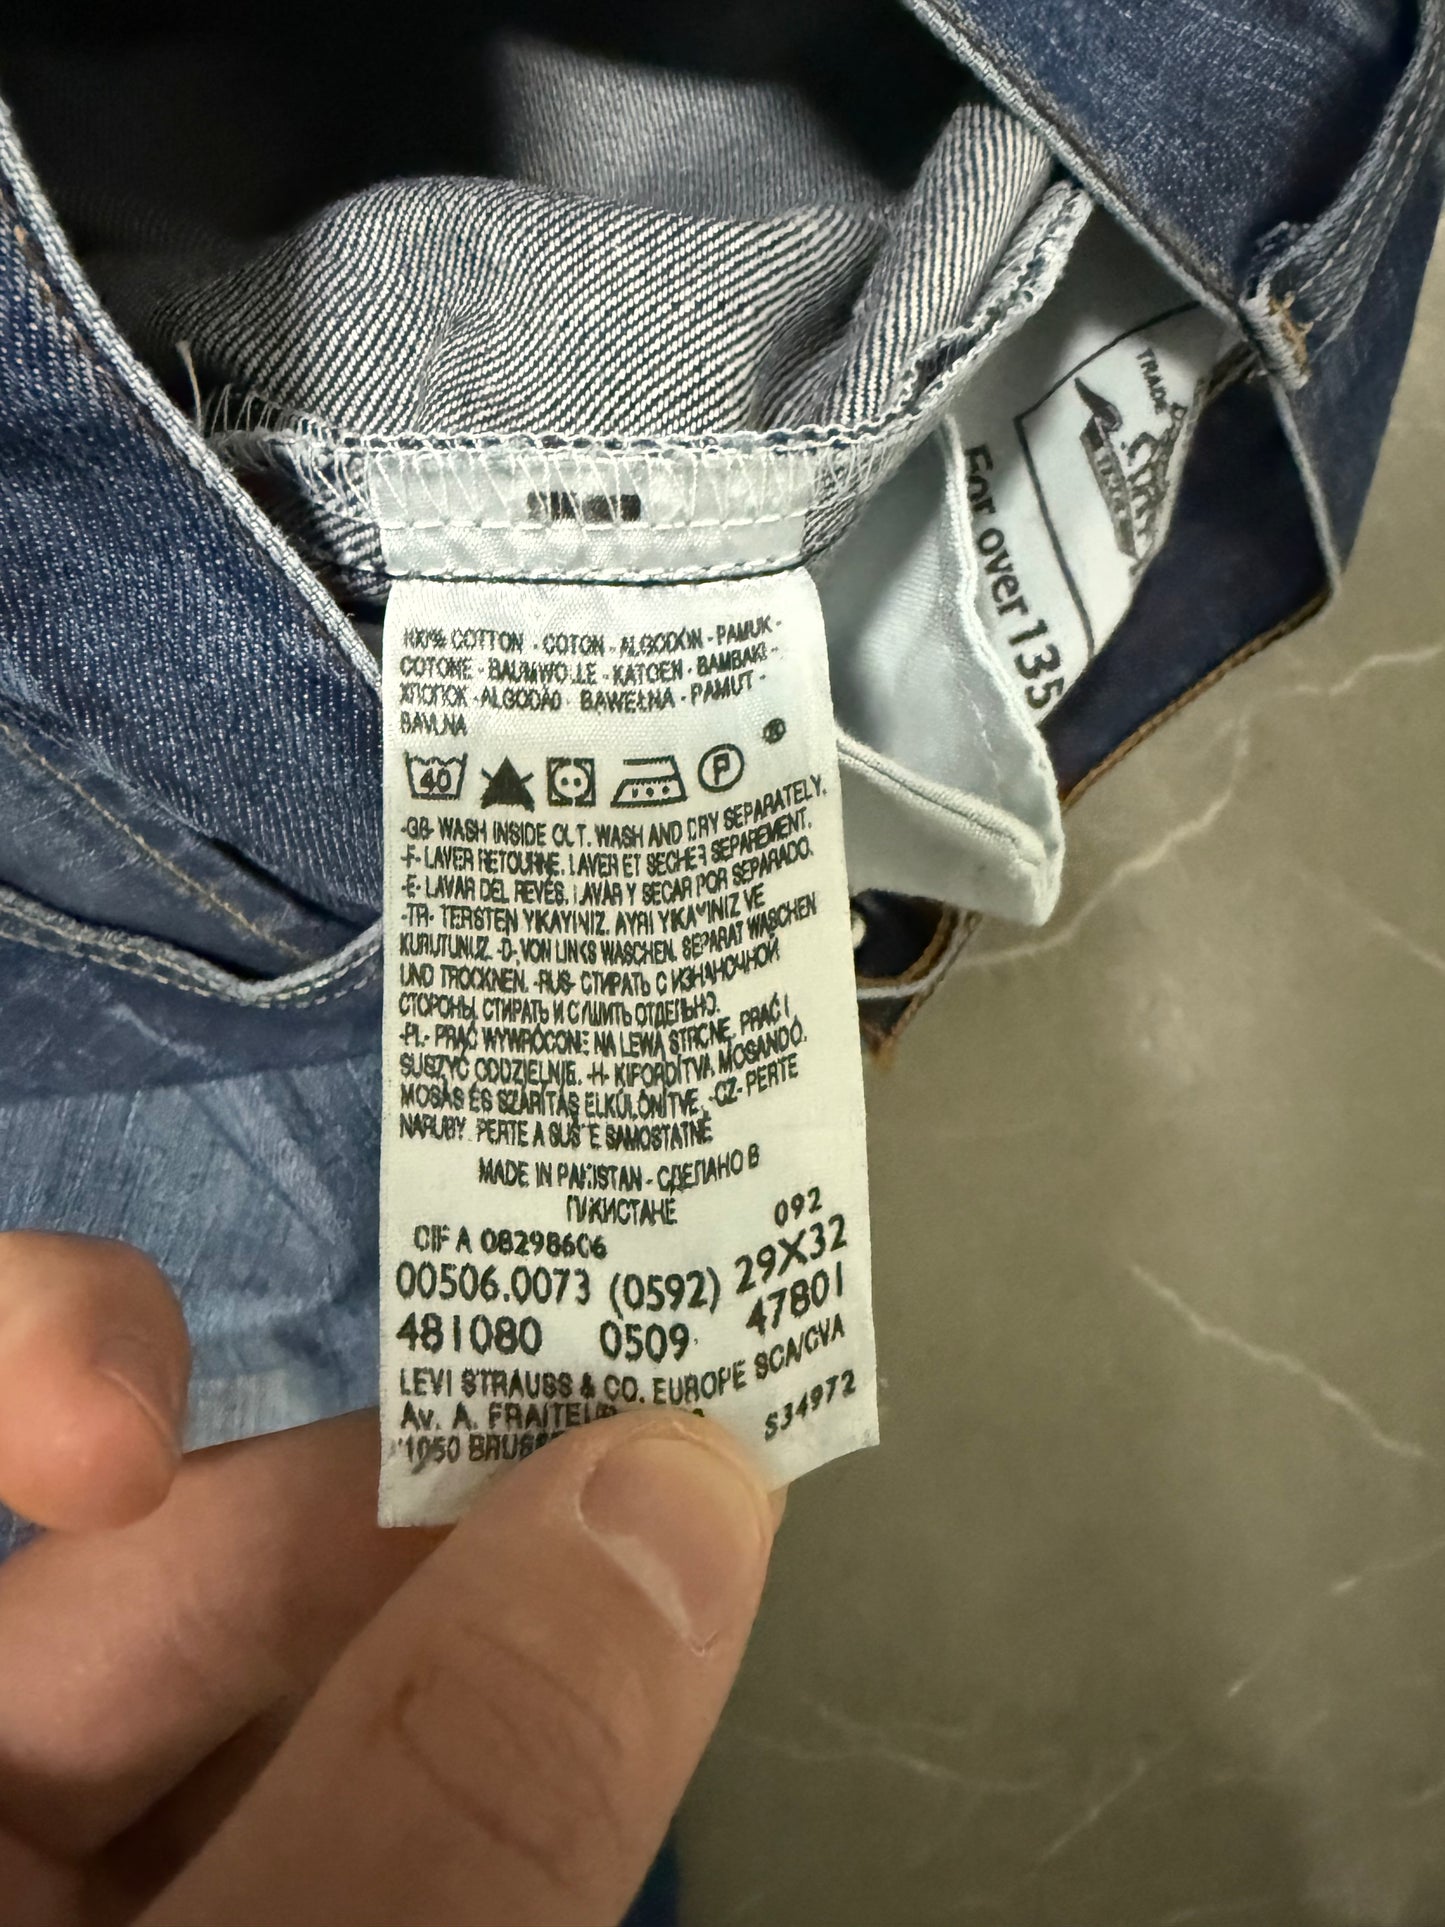 100% COTTON - COTON - ALGODÓN - PAMUK -
COTONE - BAUMWOLLE - KATOEN - BAMBAKI -
ХЛОПОК - ALGODÃO - BAWEŁNA - PAMUT -
BAVLNA
®
40 P
-GB- WASH INSIDE OUT. WASH AND DRY SEPARATELY.
-F- LAVER RETOURNE. LAVER ET SECHER SEPAREMENT.
-E- LAVAR DEL REVÉS. LAVAR Y SECAR POR SEPARADO.
-TR- TERSTEN YIKAYINIZ. AYRI YIKAYINIZ VE
KURUTUNUZ. -D- VON LINKS WASCHEN. SEPARAT WASCHEN
UND TROCKNEN. -RUS- СТИРАТЬ С ИЗНАНОЧНОЙ
СТОРОНЫ. СТИРАТЬ И СУШИТЬ ОТДЕЛЬНО.
-PL- PRAĆ WYWRÓCONE NA LEWĄ STRONĘ. PRAĆ I
SUSZYĆ ODDZIELNIE. -H- KIFORDÍTVA MOSANDÓ.
MOSÁS ÉS SZÁRÍTÁS ELKÜLÖNÍTVE. -CZ- PERTE
NARUBY. PERTE A SUŠTE SAMOSTATNĚ
MADE IN PAKISTAN - СДЕЛАНО В
ПАКИСТАНЕ
092
CIF A 08298606
00506.0073 (0592) 29X32
481080 0509 47801
LEVI STRAUSS & CO. EUROPE SCA/CVA
Av. A. FRAITEUR
1050 S34972
TRADE
For over 135